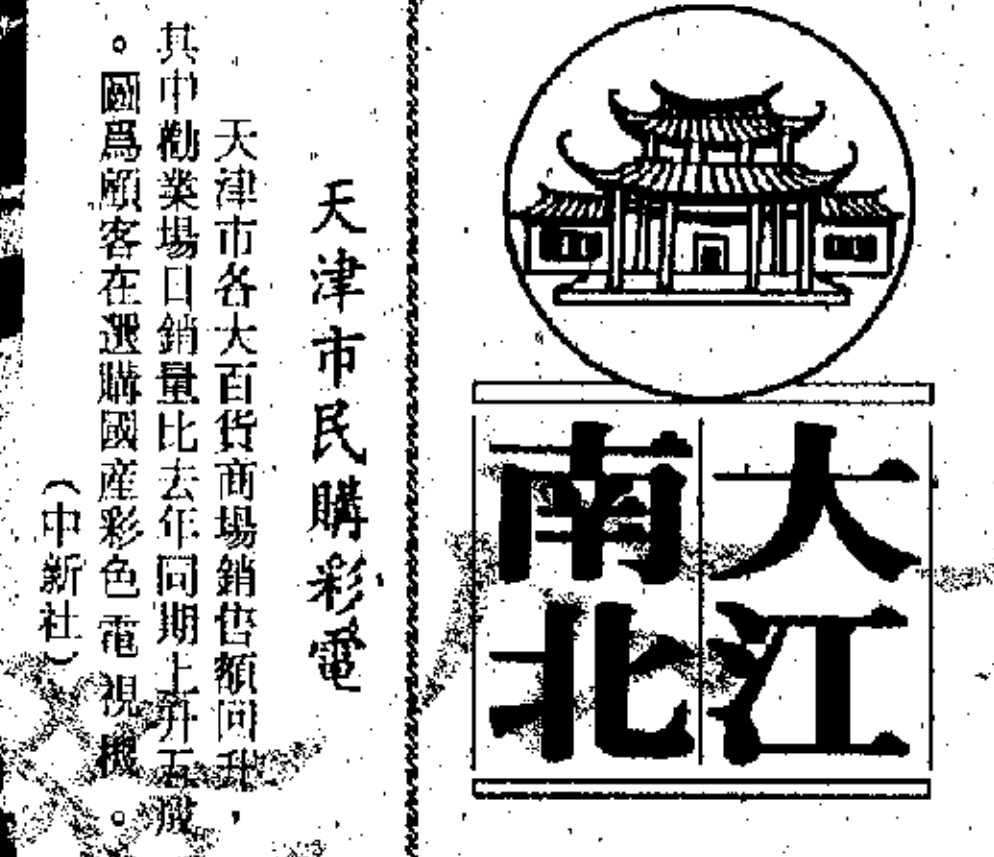 大江
南北
天津市民購彩電
天津市各大百貨商場銷售額回升，
其中勸業場日銷量比去年同期上升五成
。圖爲顧客在選購國産彩色電視機。
（中新社）